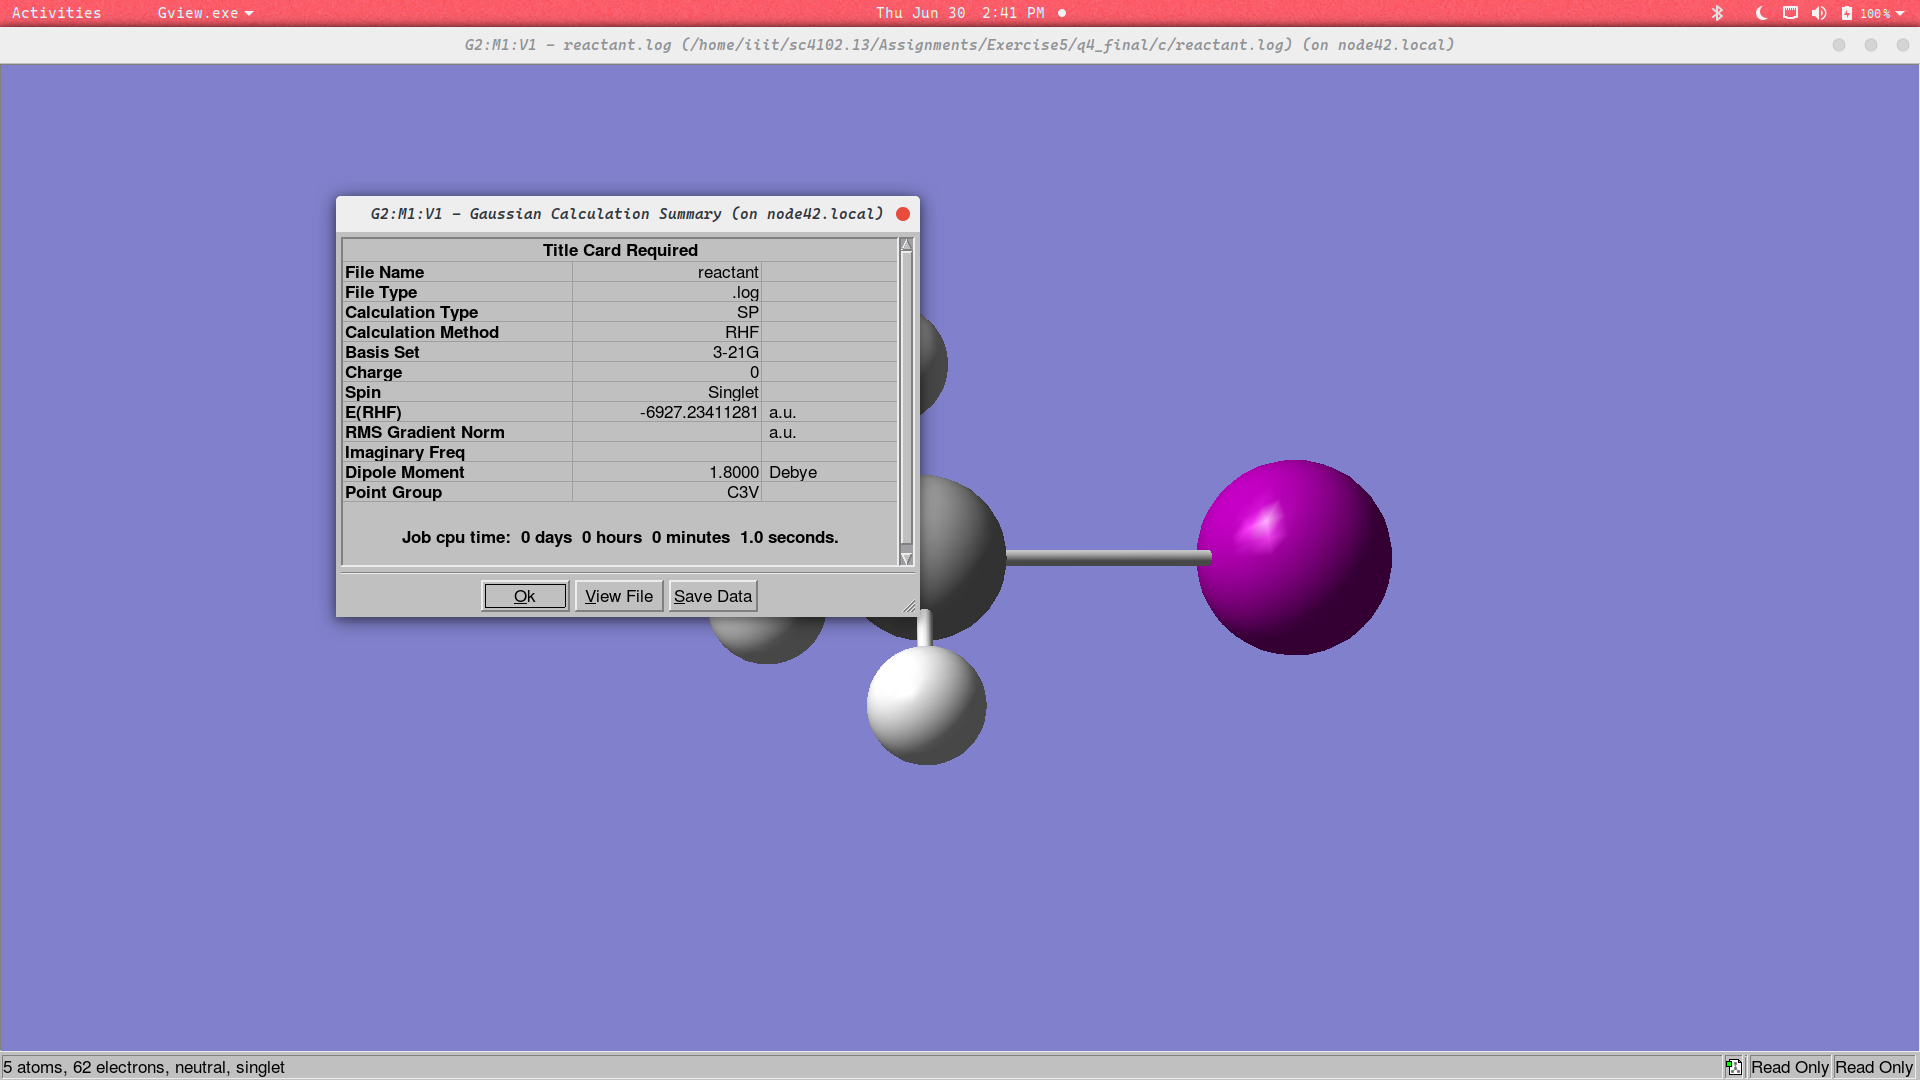 Activities Gview.exe Thu Jun 30 2:41 PM 100%
G2:M1:V1 - reactant.log (/home/iiit/sc4102.13/Assignments/Exercise5/q4_final/c/reactant.log) (on node42.local)
G2:M1:V1 - Gaussian Calculation Summary (on node42.local)
Title Card Required
File Name reactant
File Type .log
Calculation Type SP
Calculation Method RHF
Basis Set 3-21G
Charge 0
Spin Singlet
E(RHF) -6927.23411281 a.u.
RMS Gradient Norm a.u.
Imaginary Freq
Dipole Moment 1.8000 Debye
Point Group C3V
Job cpu time: 0 days 0 hours 0 minutes 1.0 seconds.
Ok View File Save Data
5 atoms, 62 electrons, neutral, singlet Read Only Read Only